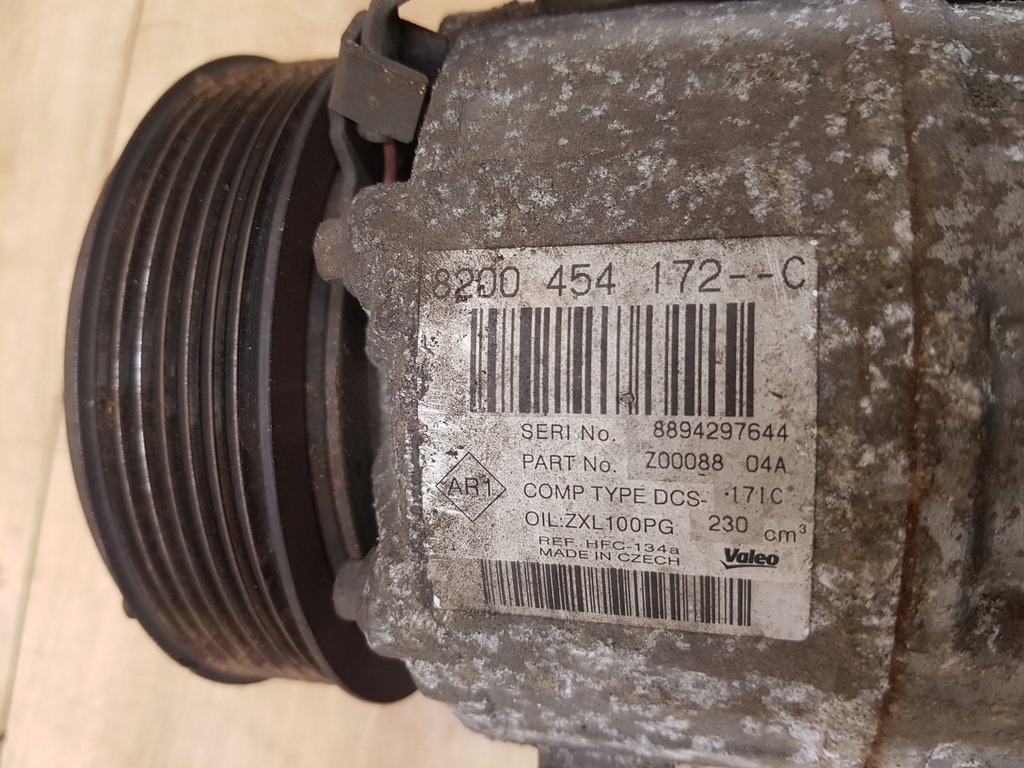 8200 454 172--C
SERI No. 8894297644
PART No. Z00088 04A
AR1
COMP TYPE DCS- 171C
OIL:ZXL100PG 230 cm³
REF. HFC-134a
MADE IN CZECH
Valeo